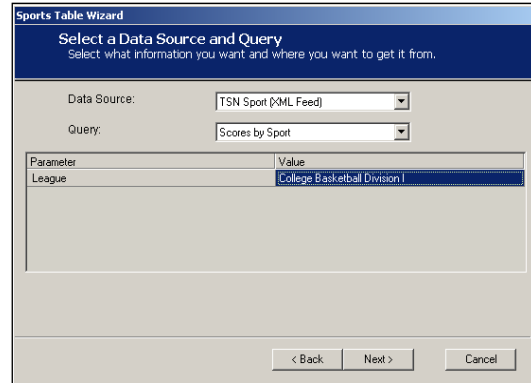 Sports Table Wizard
Select a Data Source and Query
Select what information you want and where you want to get it from.
Data Source: TSN Sport (XML Feed)
Query: Scores by Sport
Parameter Value
League College Basketball Division I
< Back Next > Cancel